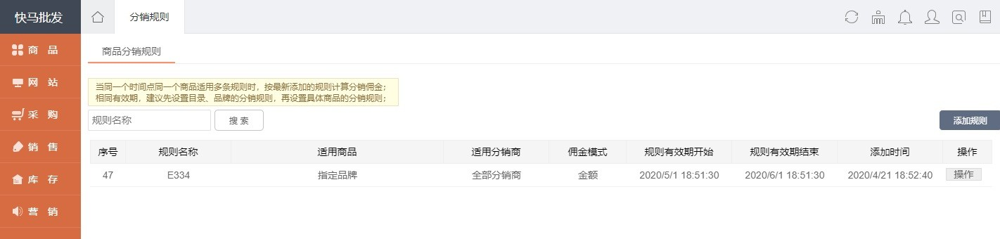 快马批发
分销规则
商品
网站
采购
销售
库存
营销
商品分销规则
当同一个时间点同一个商品适用多条规则时，按最新添加的规则计算分销佣金；
相同有效期，建议先设置目录、品牌的分销规则，再设置具体商品的分销规则；
规则名称 搜索 添加规则
序号 规则名称 适用商品 适用分销商 佣金模式 规则有效期开始 规则有效期结束 添加时间 操作
47 E334 指定品牌 全部分销商 金额 2020/5/1 18:51:30 2020/6/1 18:51:30 2020/4/21 18:52:40 操作